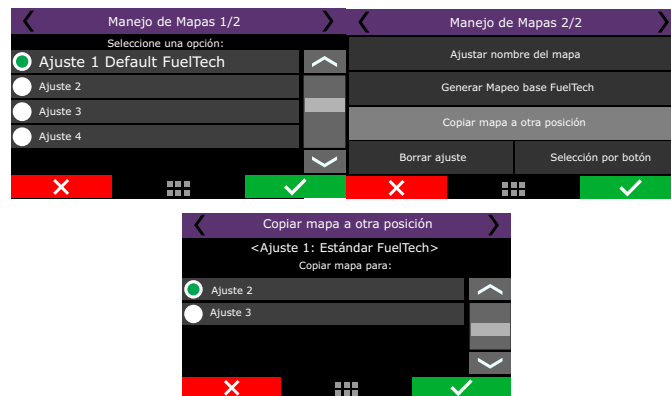 Manejo de Mapas 1/2
Seleccione una opción:
Ajuste 1 Default FuelTech
Ajuste 2
Ajuste 3
Ajuste 4
Manejo de Mapas 2/2
Ajustar nombre del mapa
Generar Mapeo base FuelTech
Copiar mapa a otra posición
Borrar ajuste
Selección por botón
Copiar mapa a otra posición
<Ajuste 1: Estándar FuelTech>
Copiar mapa para:
Ajuste 2
Ajuste 3